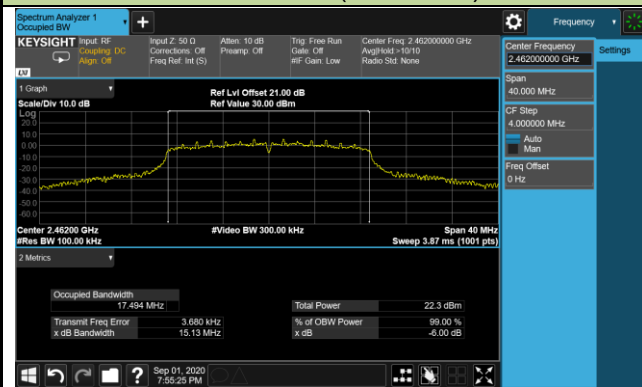 Spectrum Analyzer 1
Occupied BW
Frequency
KEYSIGHT
Input: RF
Coupling: DC
Align: Off
Input Z: 50 Ω
Corrections: Off
Freq Ref: Int (S)
Atten: 10 dB
Preamp: Off
Trig: Free Run
Gate: Off
#IF Gain: Low
Center Freq: 2.462000000 GHz
Avg|Hold:>10/10
Radio Std: None
LXI
Center Frequency
2.462000000 GHz
Settings
Span
40.000 MHz
CF Step
4.000000 MHz
Auto
Man
Freq Offset
0 Hz
1 Graph
Scale/Div 10.0 dB
Ref Lvl Offset 21.00 dB
Ref Value 30.00 dBm
Log
20.0
10.0
0.00
-10.0
-20.0
-30.0
-40.0
-50.0
-60.0
Center 2.46200 GHz
#Video BW 300.00 kHz
Span 40 MHz
#Res BW 100.00 kHz
Sweep 3.87 ms (1001 pts)
2 Metrics
Occupied Bandwidth
17.494 MHz
Total Power 22.3 dBm
Transmit Freq Error 3.680 kHz
% of OBW Power 99.00 %
x dB Bandwidth 15.13 MHz
x dB -6.00 dB
?
Sep 01, 2020
7:55:25 PM